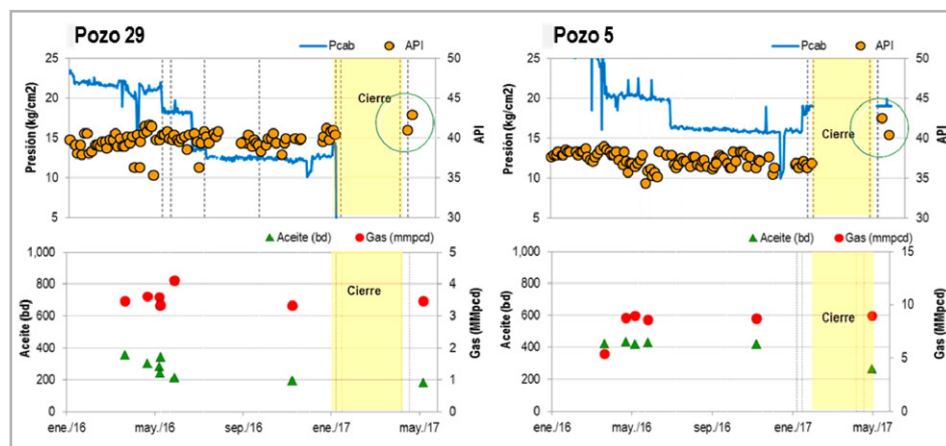 Pozo 29
Pcab API
25 50
20 45
15 40
10 35
5 30
Presión (kg/cm2)
API
Cierre
Aceite (bd) Gas (mmpcd)
1,000 5
800 4
600 3
400 2
200 1
0 0
Aceite (bd)
Gas (MMpcd)
Cierre
ene./16 may./16 sep./16 ene./17 may./17
Pozo 5
Pcab API
25 50
20 45
15 40
10 35
5 30
Presión (kg/cm2)
API
Cierre
Aceite (bd) Gas (mmpcd)
1,000 15
800
600 10
400 5
200
0 0
Aceite (bd)
Gas (MMpcd)
Cierre
ene./16 may./16 sep./16 ene./17 may./17